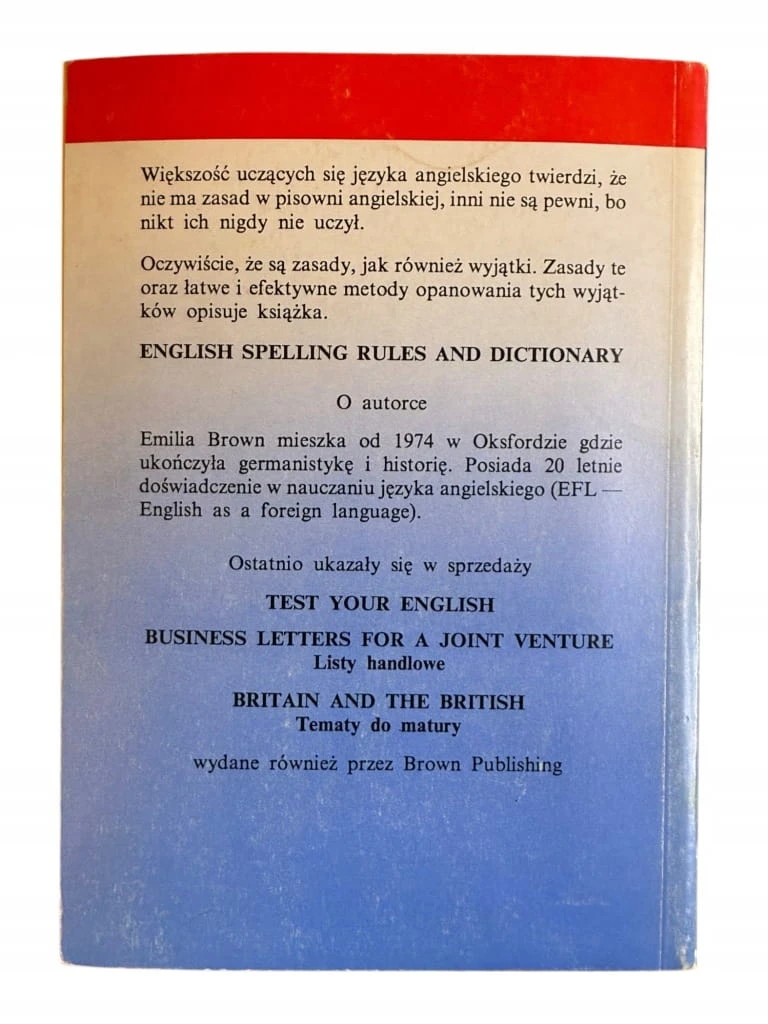 Większość uczących się języka angielskiego twierdzi, że
nie ma zasad w pisowni angielskiej, inni nie są pewni, bo
nikt ich nigdy nie uczył.
Oczywiście, że są zasady, jak również wyjątki. Zasady te
oraz łatwe i efektywne metody opanowania tych wyjąt-
ków opisuje książka.
ENGLISH SPELLING RULES AND DICTIONARY
O autorce
Emilia Brown mieszka od 1974 w Oksfordzie gdzie
ukończyła germanistykę i historię. Posiada 20 letnie
doświadczenie w nauczaniu języka angielskiego (EFL —
English as a foreign language).
Ostatnio ukazały się w sprzedaży
TEST YOUR ENGLISH
BUSINESS LETTERS FOR A JOINT VENTURE
Listy handlowe
BRITAIN AND THE BRITISH
Tematy do matury
wydane również przez Brown Publishing